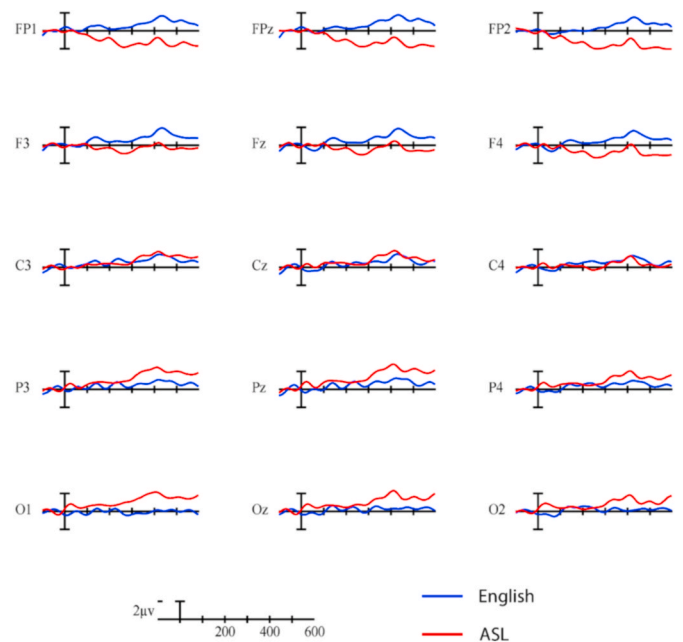 FP1 FPz FP2
F3 Fz F4
C3 Cz C4
P3 Pz P4
O1 Oz O2
2μv
200 400 600
English
ASL